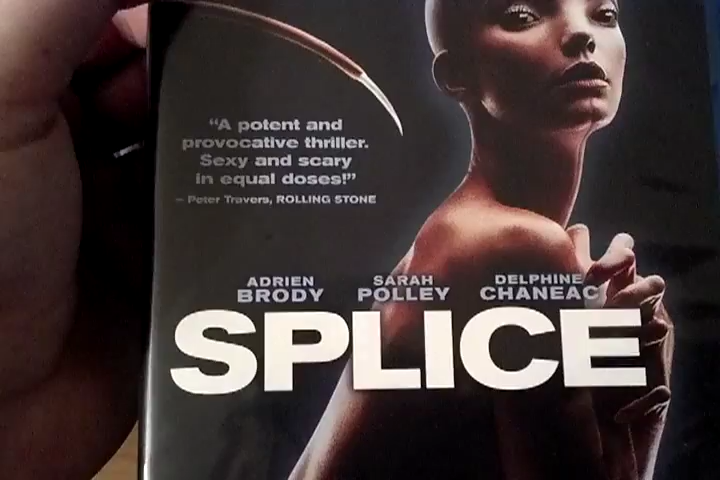 “A potent and
provocative thriller.
Sexy and scary
in equal doses!”
– Peter Travers, ROLLING STONE
ADRIEN BRODY
SARAH POLLEY
DELPHINE CHANEAC
SPLICE